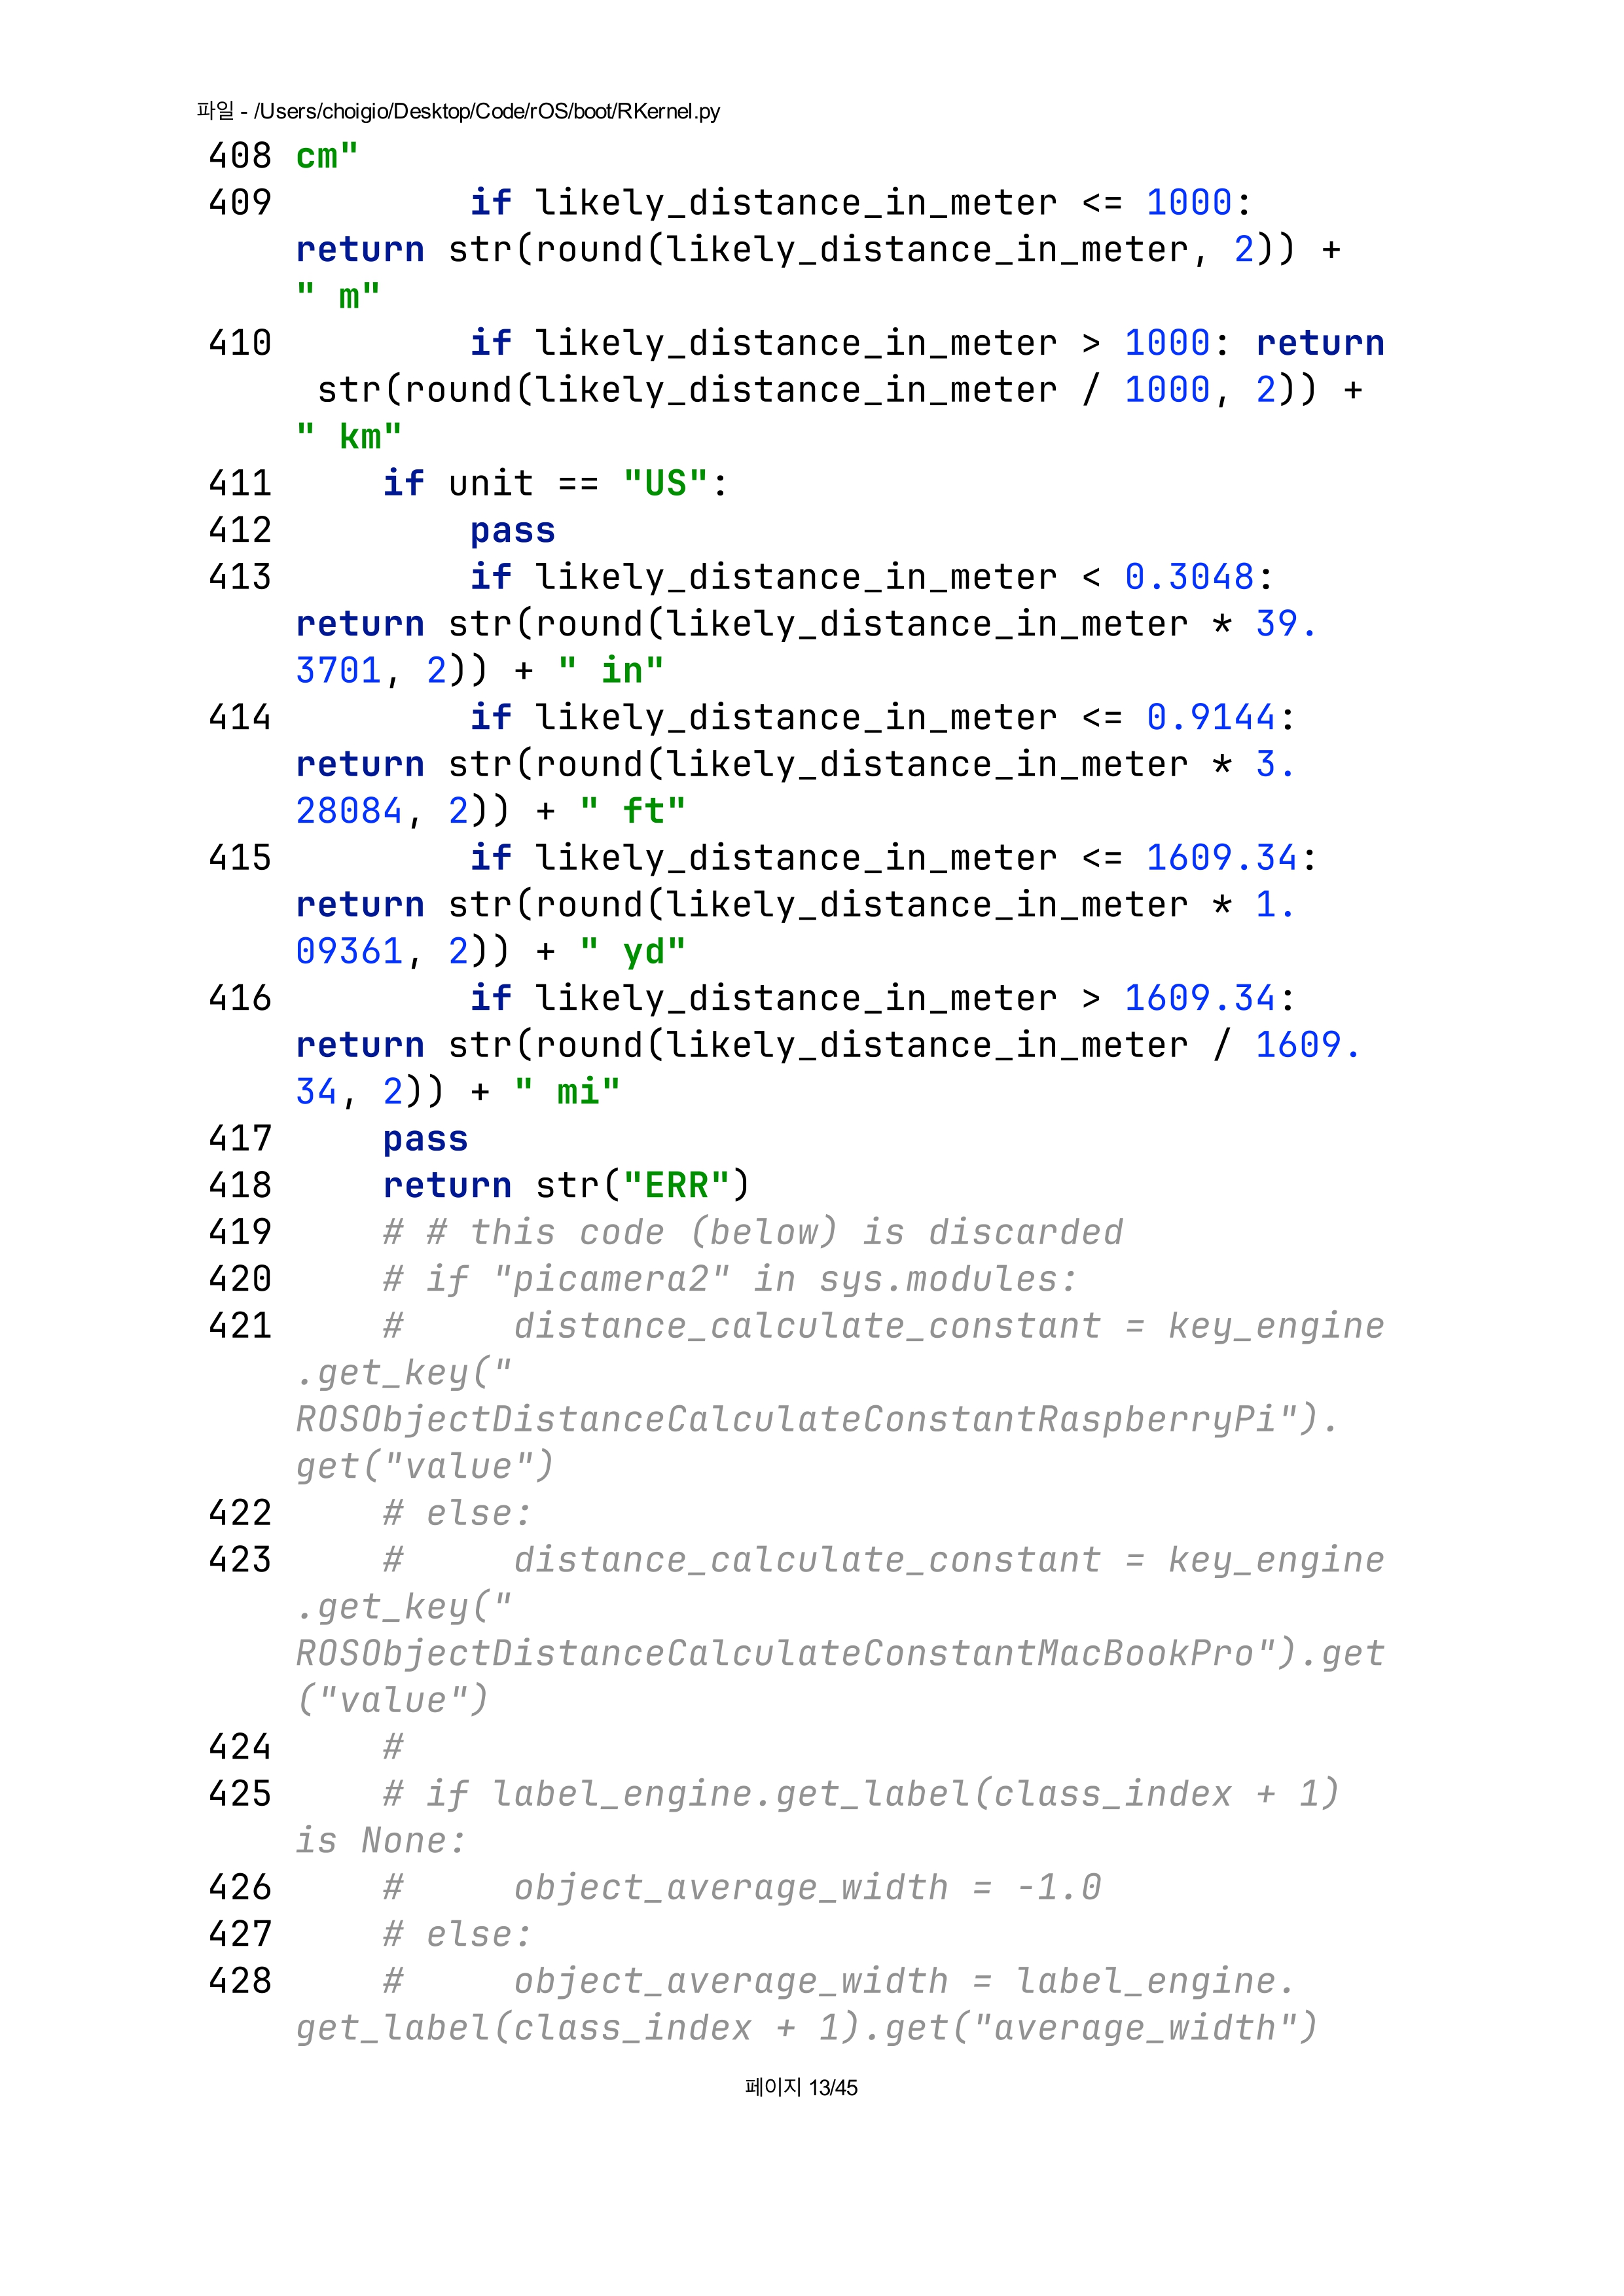 파일 - /Users/choigio/Desktop/Code/rOS/boot/RKernel.py
408 cm"
409         if likely_distance_in_meter <= 1000:
return str(round(likely_distance_in_meter, 2)) +
" m"
410         if likely_distance_in_meter > 1000: return
 str(round(likely_distance_in_meter / 1000, 2)) +
" km"
411     if unit == "US":
412         pass
413         if likely_distance_in_meter < 0.3048:
return str(round(likely_distance_in_meter * 39.
3701, 2)) + " in"
414         if likely_distance_in_meter <= 0.9144:
return str(round(likely_distance_in_meter * 3.
28084, 2)) + " ft"
415         if likely_distance_in_meter <= 1609.34:
return str(round(likely_distance_in_meter * 1.
09361, 2)) + " yd"
416         if likely_distance_in_meter > 1609.34:
return str(round(likely_distance_in_meter / 1609.
34, 2)) + " mi"
417     pass
418     return str("ERR")
419     # # this code (below) is discarded
420     # if "picamera2" in sys.modules:
421     #     distance_calculate_constant = key_engine
.get_key("
ROSObjectDistanceCalculateConstantRaspberryPi").
get("value")
422     # else:
423     #     distance_calculate_constant = key_engine
.get_key("
ROSObjectDistanceCalculateConstantMacBookPro").get
("value")
424     #
425     # if label_engine.get_label(class_index + 1)
is None:
426     #     object_average_width = -1.0
427     # else:
428     #     object_average_width = label_engine.
get_label(class_index + 1).get("average_width")
페이지 13/45